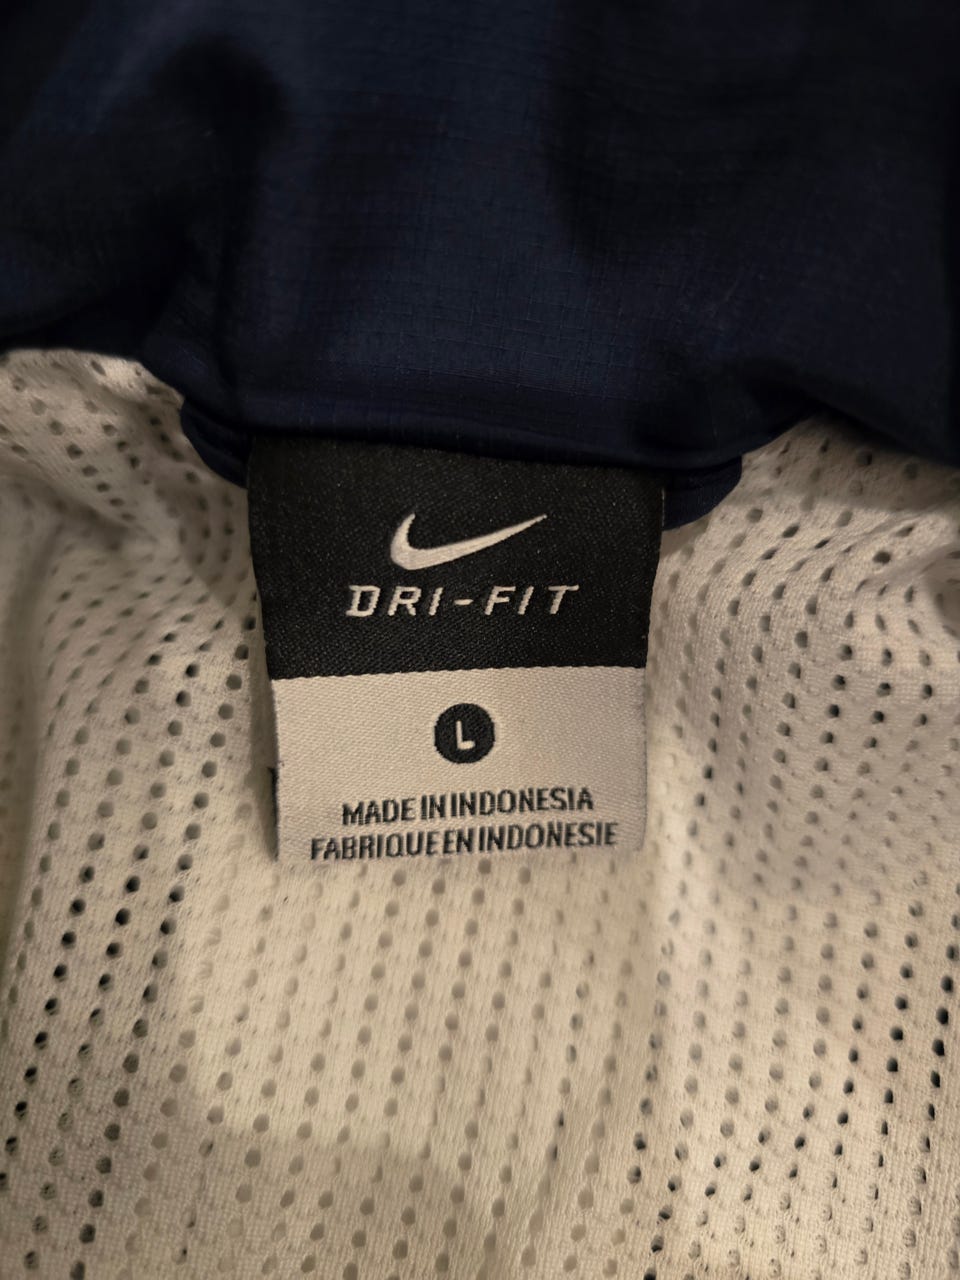 DRI-FIT
L
MADE IN INDONESIA
FABRIQUE EN INDONESIE